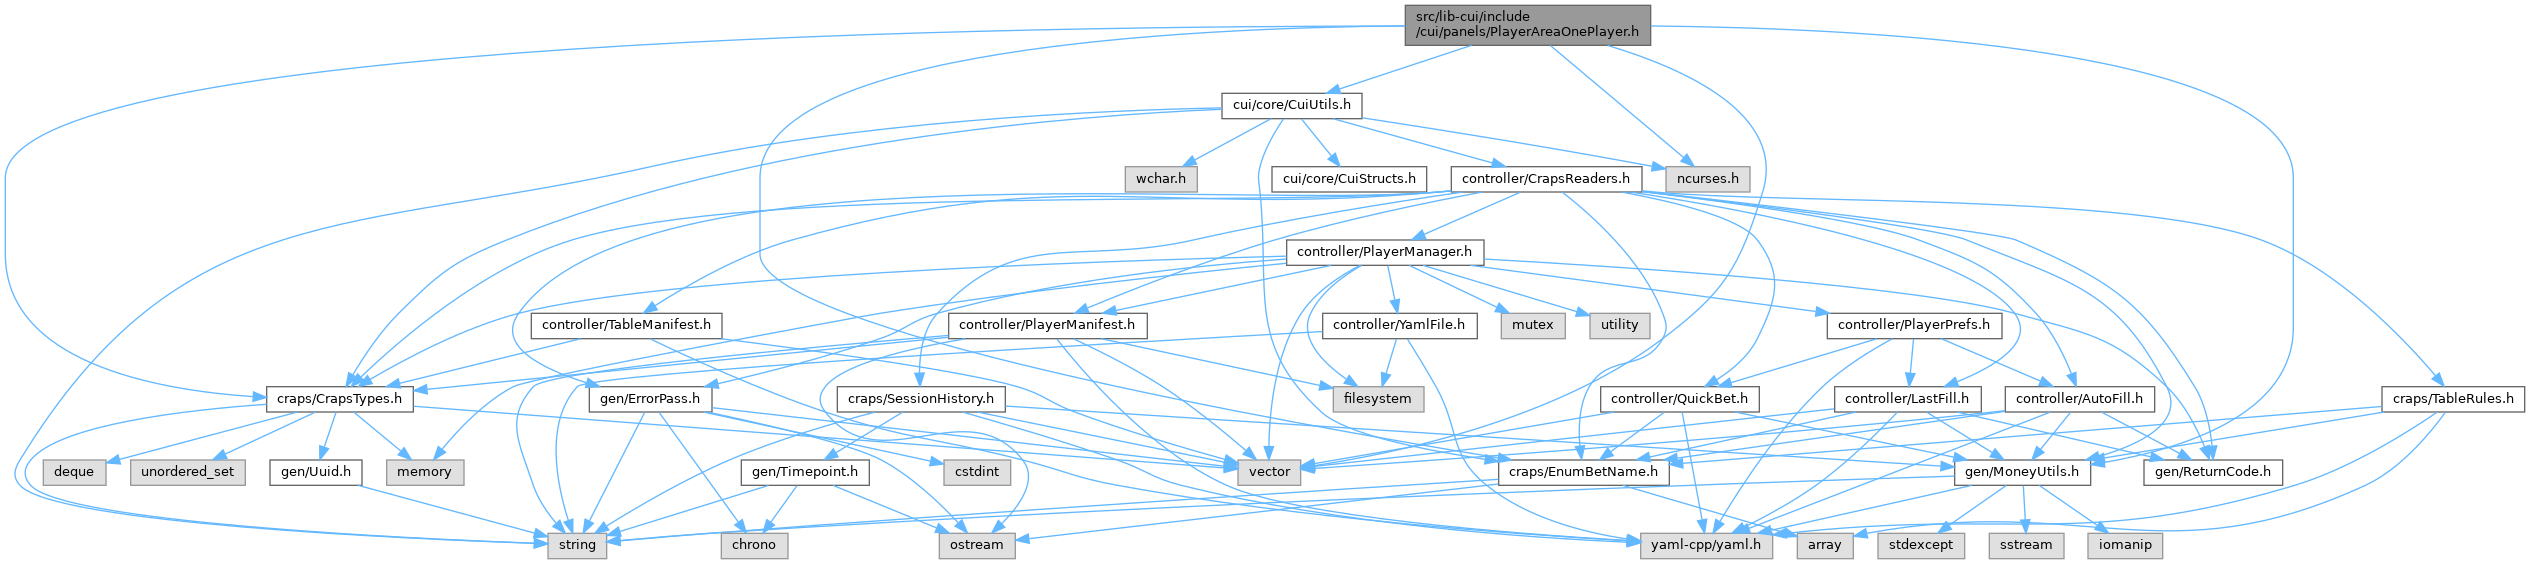 src/lib-cui/include
/cui/panels/PlayerAreaOnePlayer.h
cui/core/CuiUtils.h
wchar.h
cui/core/CuiStructs.h
controller/CrapsReaders.h
ncurses.h
controller/PlayerManager.h
controller/TableManifest.h
controller/PlayerManifest.h
controller/YamlFile.h
mutex
utility
controller/PlayerPrefs.h
craps/CrapsTypes.h
gen/ErrorPass.h
craps/SessionHistory.h
filesystem
controller/QuickBet.h
controller/LastFill.h
controller/AutoFill.h
craps/TableRules.h
deque
unordered_set
gen/Uuid.h
memory
gen/Timepoint.h
cstdint
vector
craps/EnumBetName.h
gen/MoneyUtils.h
gen/ReturnCode.h
string
chrono
ostream
yaml-cpp/yaml.h
array
stdexcept
sstream
iomanip